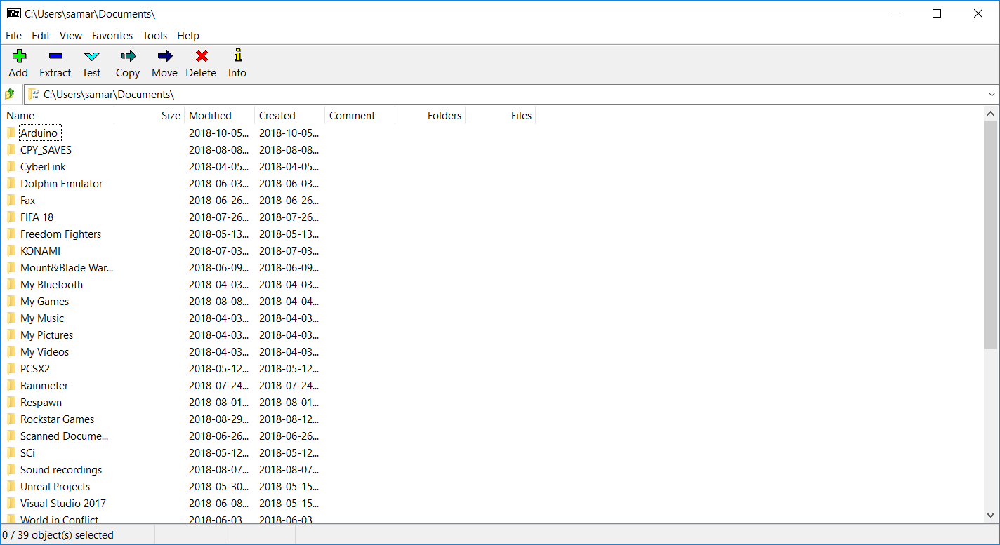 7z C:\Users\samar\Documents\
File Edit View Favorites Tools Help
Add Extract Test Copy Move Delete Info
C:\Users\samar\Documents\
Name Size Modified Created Comment Folders Files
Arduino 2018-10-05... 2018-10-05...
CPY_SAVES 2018-08-08... 2018-08-08...
CyberLink 2018-04-05... 2018-04-05...
Dolphin Emulator 2018-06-03... 2018-06-03...
Fax 2018-06-26... 2018-06-26...
FIFA 18 2018-07-26... 2018-07-26...
Freedom Fighters 2018-05-13... 2018-05-13...
KONAMI 2018-07-03... 2018-07-03...
Mount&Blade War... 2018-06-09... 2018-06-09...
My Bluetooth 2018-04-03... 2018-04-03...
My Games 2018-08-08... 2018-04-04...
My Music 2018-04-03... 2018-04-03...
My Pictures 2018-04-03... 2018-04-03...
My Videos 2018-04-03... 2018-04-03...
PCSX2 2018-05-12... 2018-05-12...
Rainmeter 2018-07-24... 2018-07-24...
Respawn 2018-08-01... 2018-08-01...
Rockstar Games 2018-08-29... 2018-08-12...
Scanned Docume... 2018-06-26... 2018-06-26...
SCi 2018-05-12... 2018-05-12...
Sound recordings 2018-08-07... 2018-08-07...
Unreal Projects 2018-05-30... 2018-05-15...
Visual Studio 2017 2018-06-08... 2018-05-15...
World in Conflict 2018-06-03... 2018-06-03...
0 / 39 object(s) selected